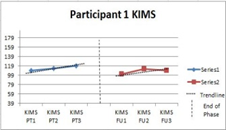 Participant 1 KIMS
179
159
139
119
99
79
59
39
KIMS KIMS KIMS KIMS KIMS KIMS
PT1 PT2 PT3 FU1 FU2 FU3
Series1
Series2
Trendline
End of
Phase